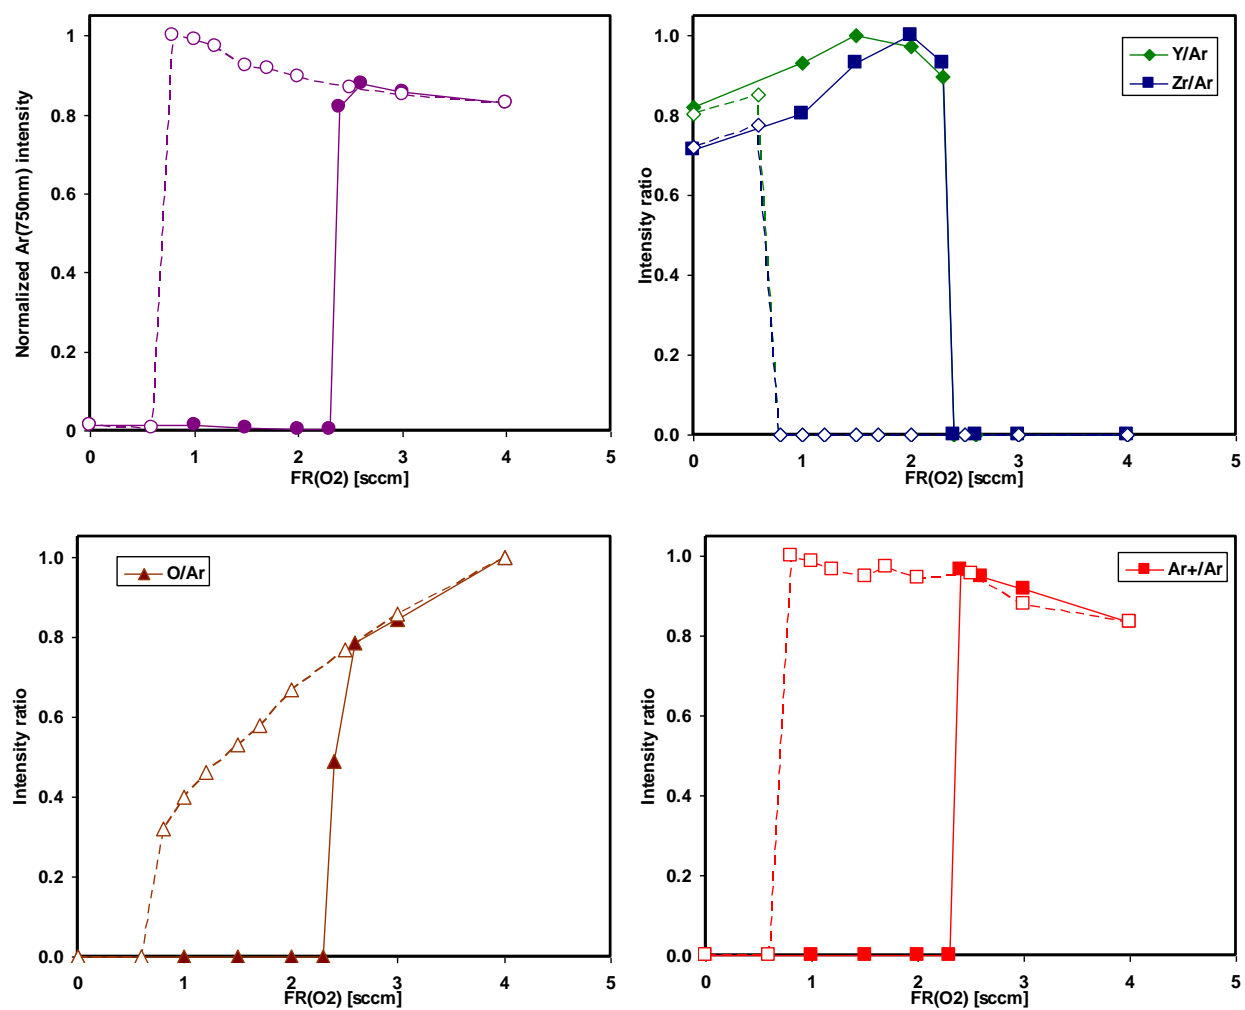 Normalized Ar(750nm) intensity
1
0.8
0.6
0.4
0.2
0
0 1 2 3 4 5
FR(O2) [sccm]
Intensity ratio
1.0
0.8
0.6
0.4
0.2
0.0
Y/Ar
Zr/Ar
0 1 2 3 4 5
FR(O2) [sccm]
Intensity ratio
1.0
0.8
0.6
0.4
0.2
0.0
O/Ar
0 1 2 3 4 5
FR(O2) [sccm]
Intensity ratio
1.0
0.8
0.6
0.4
0.2
0.0
Ar+/Ar
0 1 2 3 4 5
FR(O2) [sccm]